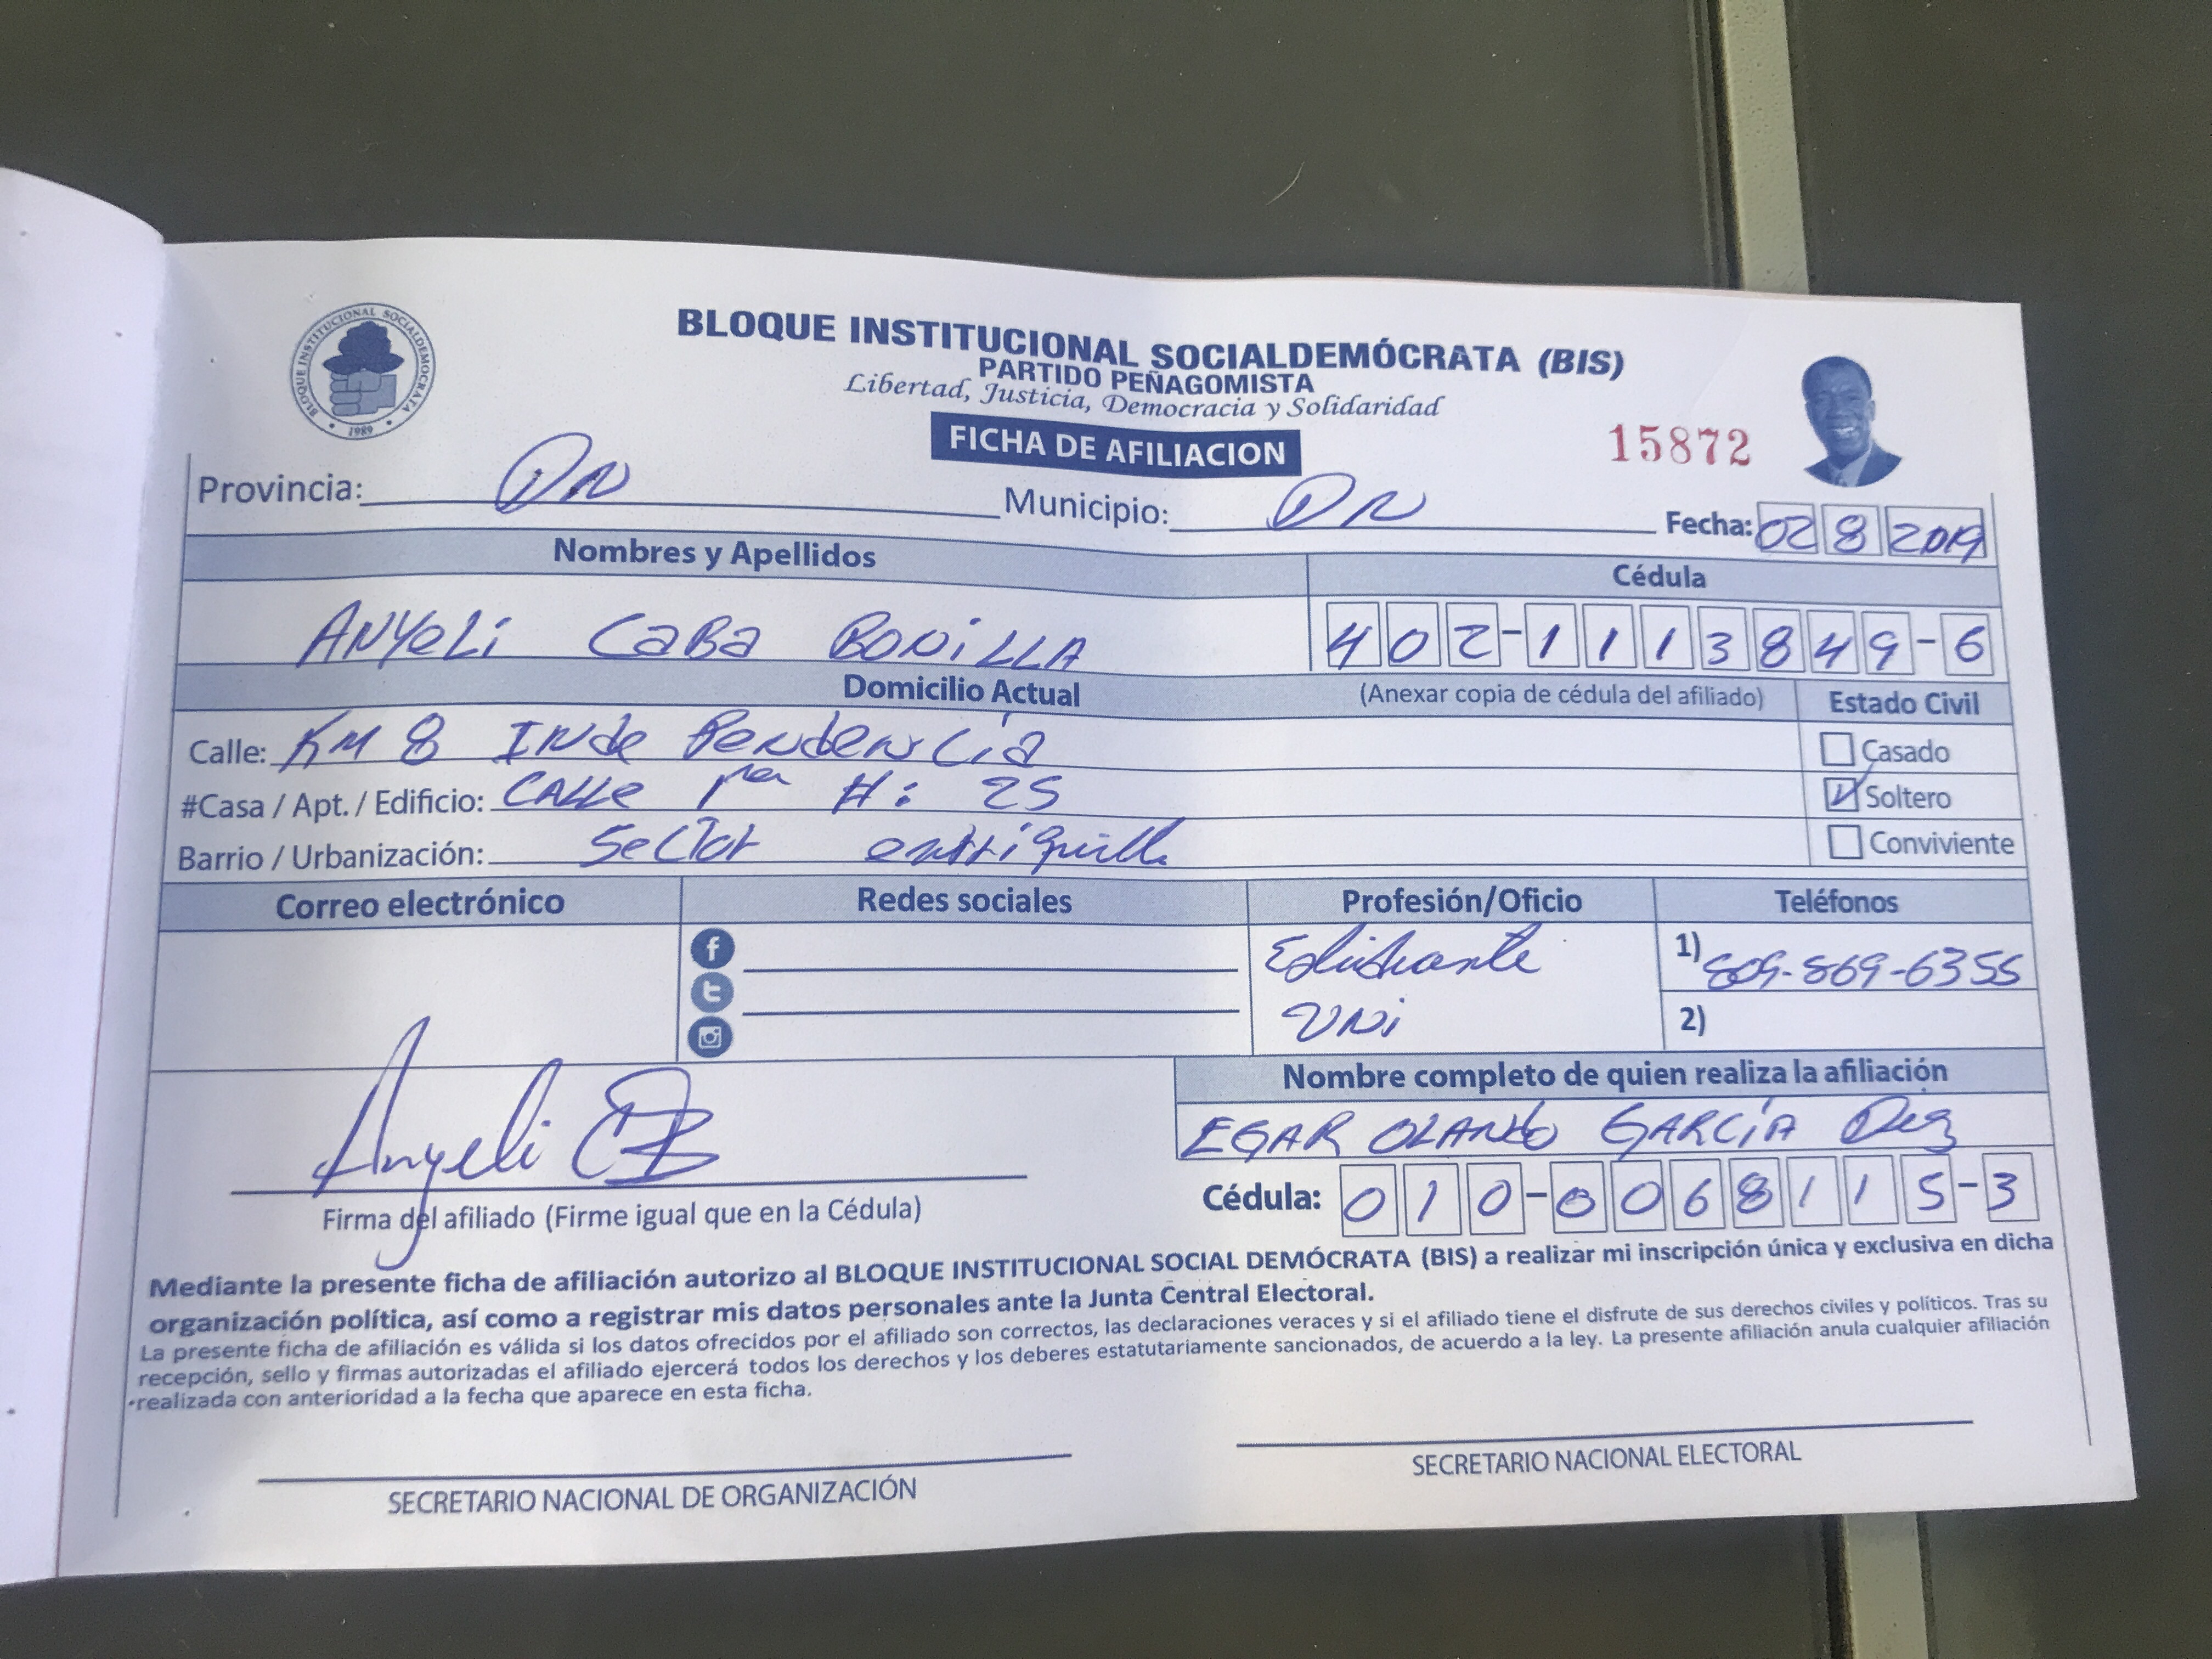 BLOQUE INSTITUCIONAL SOCIALDEMÓCRATA
1989
BLOQUE INSTITUCIONAL SOCIALDEMÓCRATA (BIS)
PARTIDO PEÑAGOMISTA
Libertad, Justicia, Democracia y Solidaridad
FICHA DE AFILIACION
15872
Provincia: DN Municipio: DN Fecha: 02 8 2019
Nombres y Apellidos Cédula
ANYELI CABA BONILLA 402-1113849-6
Domicilio Actual (Anexar copia de cédula del afiliado) Estado Civil
Calle: KM 8 INdePendencia Casado
#Casa / Apt. / Edificio: CALLe 1ra #: 25 Soltero
Barrio / Urbanización: Sector Conviviente
Correo electrónico Redes sociales Profesión/Oficio Teléfonos
Estudiante 1) 809-869-6355
UNi 2)
Nombre completo de quien realiza la afiliación
EGAR OLANDO GARCÍA
Anyeli CB
Cédula: 010-0068115-3
Firma del afiliado (Firme igual que en la Cédula)
Mediante la presente ficha de afiliación autorizo al BLOQUE INSTITUCIONAL SOCIAL DEMÓCRATA (BIS) a realizar mi inscripción única y exclusiva en dicha
organización política, así como a registrar mis datos personales ante la Junta Central Electoral.
La presente ficha de afiliación es válida si los datos ofrecidos por el afiliado son correctos, las declaraciones veraces y si el afiliado tiene el disfrute de sus derechos civiles y políticos. Tras su
recepción, sello y firmas autorizadas el afiliado ejercerá todos los derechos y los deberes estatutariamente sancionados, de acuerdo a la ley. La presente afiliación anula cualquier afiliación
realizada con anterioridad a la fecha que aparece en esta ficha.
SECRETARIO NACIONAL DE ORGANIZACIÓN SECRETARIO NACIONAL ELECTORAL